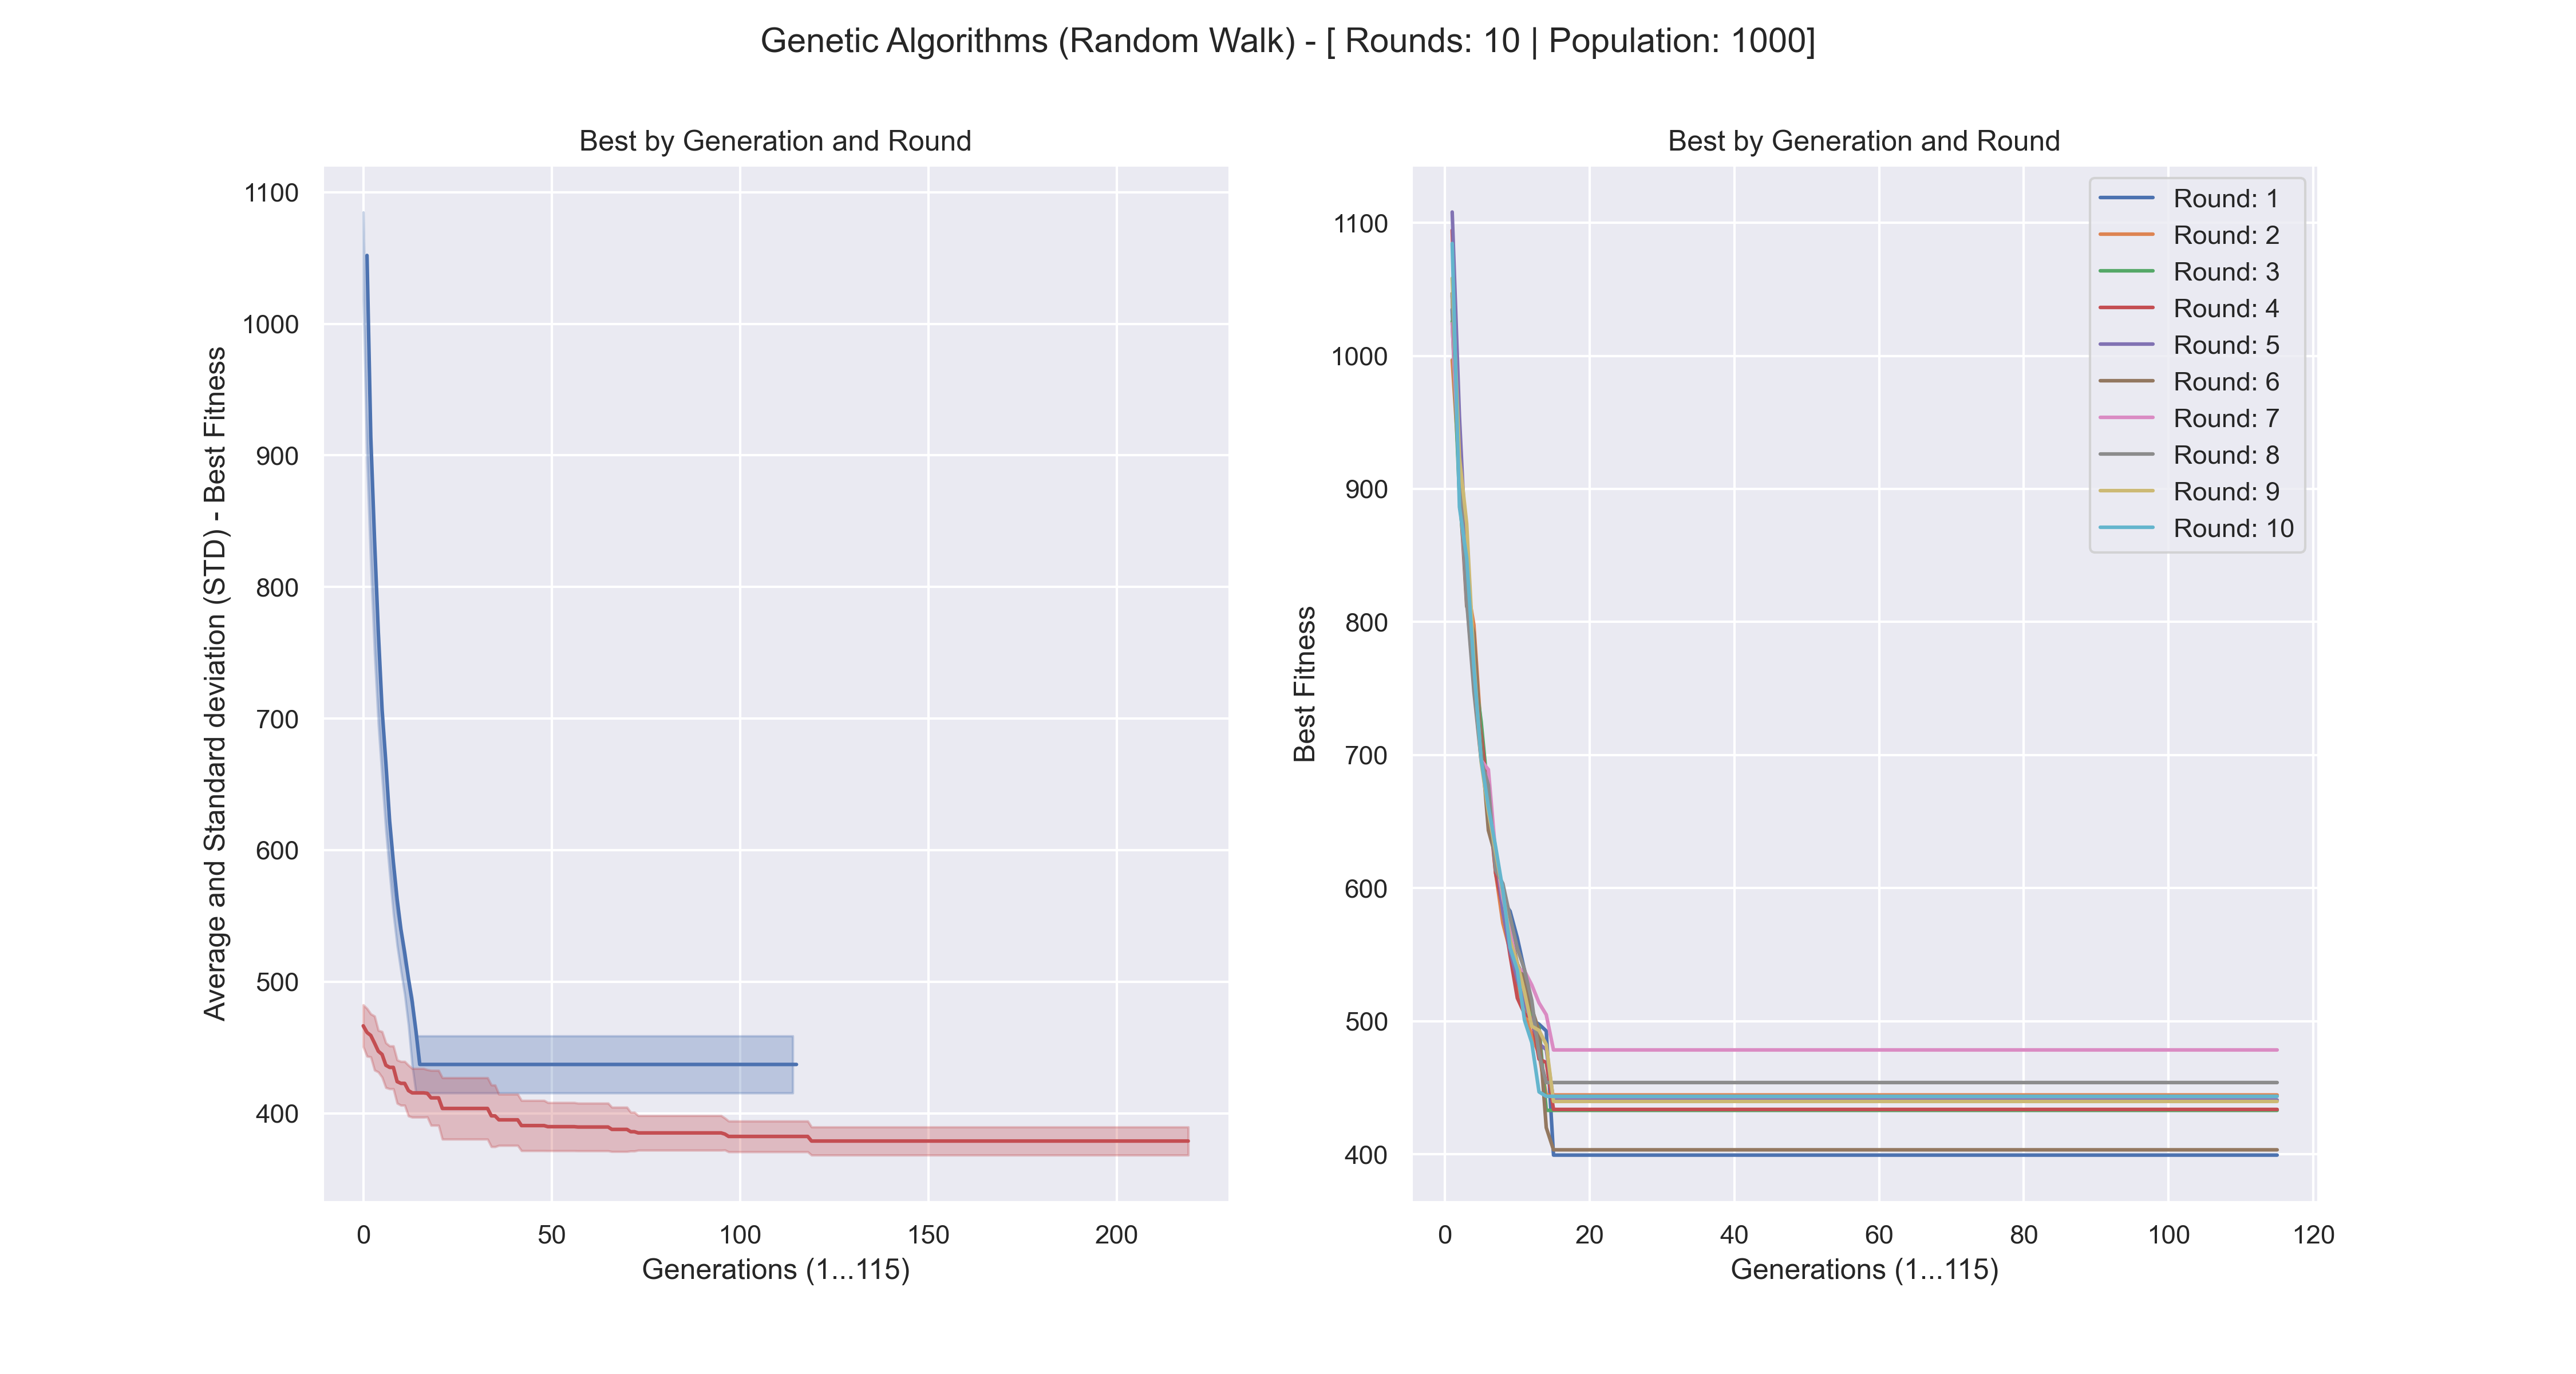 Genetic Algorithms (Random Walk) - [ Rounds: 10 | Population: 1000]
Best by Generation and Round
Average and Standard deviation (STD) - Best Fitness
1100
1000
900
800
700
600
500
400
0
50
100
150
200
Generations (1...115)
Best by Generation and Round
Best Fitness
1100
1000
900
800
700
600
500
400
0
20
40
60
80
100
120
Generations (1...115)
Round: 1
Round: 2
Round: 3
Round: 4
Round: 5
Round: 6
Round: 7
Round: 8
Round: 9
Round: 10